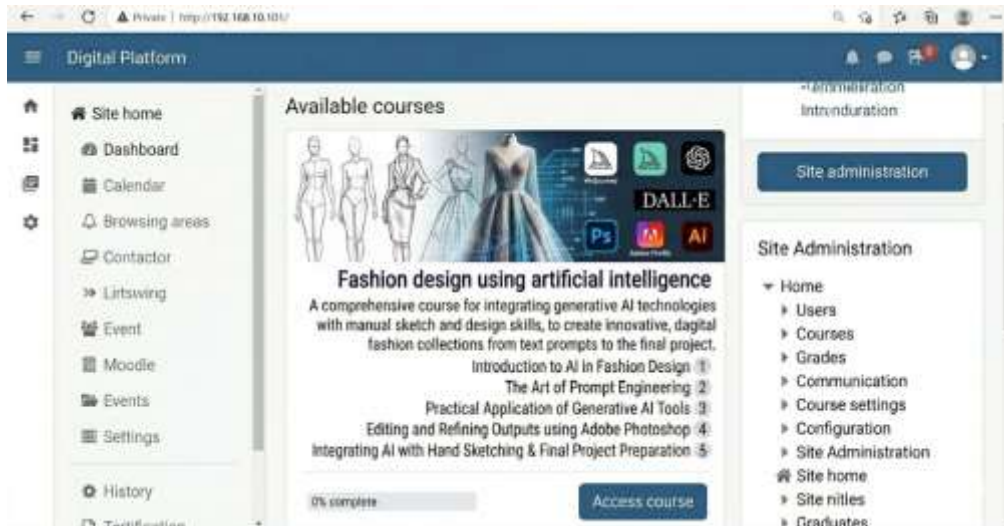 Private | http://192.168.10.101/
Digital Platform
Site home
Dashboard
Calendar
Browsing areas
Contactor
Lirtswing
Event
Moodle
Events
Settings
History
Available courses
DALL·E
Ps
Ai
Fashion design using artificial intelligence
A comprehensive course for integrating generative AI technologies
with manual sketch and design skills, to create innovative, dagital
fashion collections from text prompts to the final project.
Introduction to AI in Fashion Design 1
The Art of Prompt Engineering 2
Practical Application of Generative AI Tools 3
Editing and Refining Outputs using Adobe Photoshop 4
Integrating AI with Hand Sketching & Final Project Preparation 5
0% complete
Access course
Site administration
Site Administration
Home
Users
Courses
Grades
Communication
Course settings
Configuration
Site Administration
Site home
Site nitles
Graduates